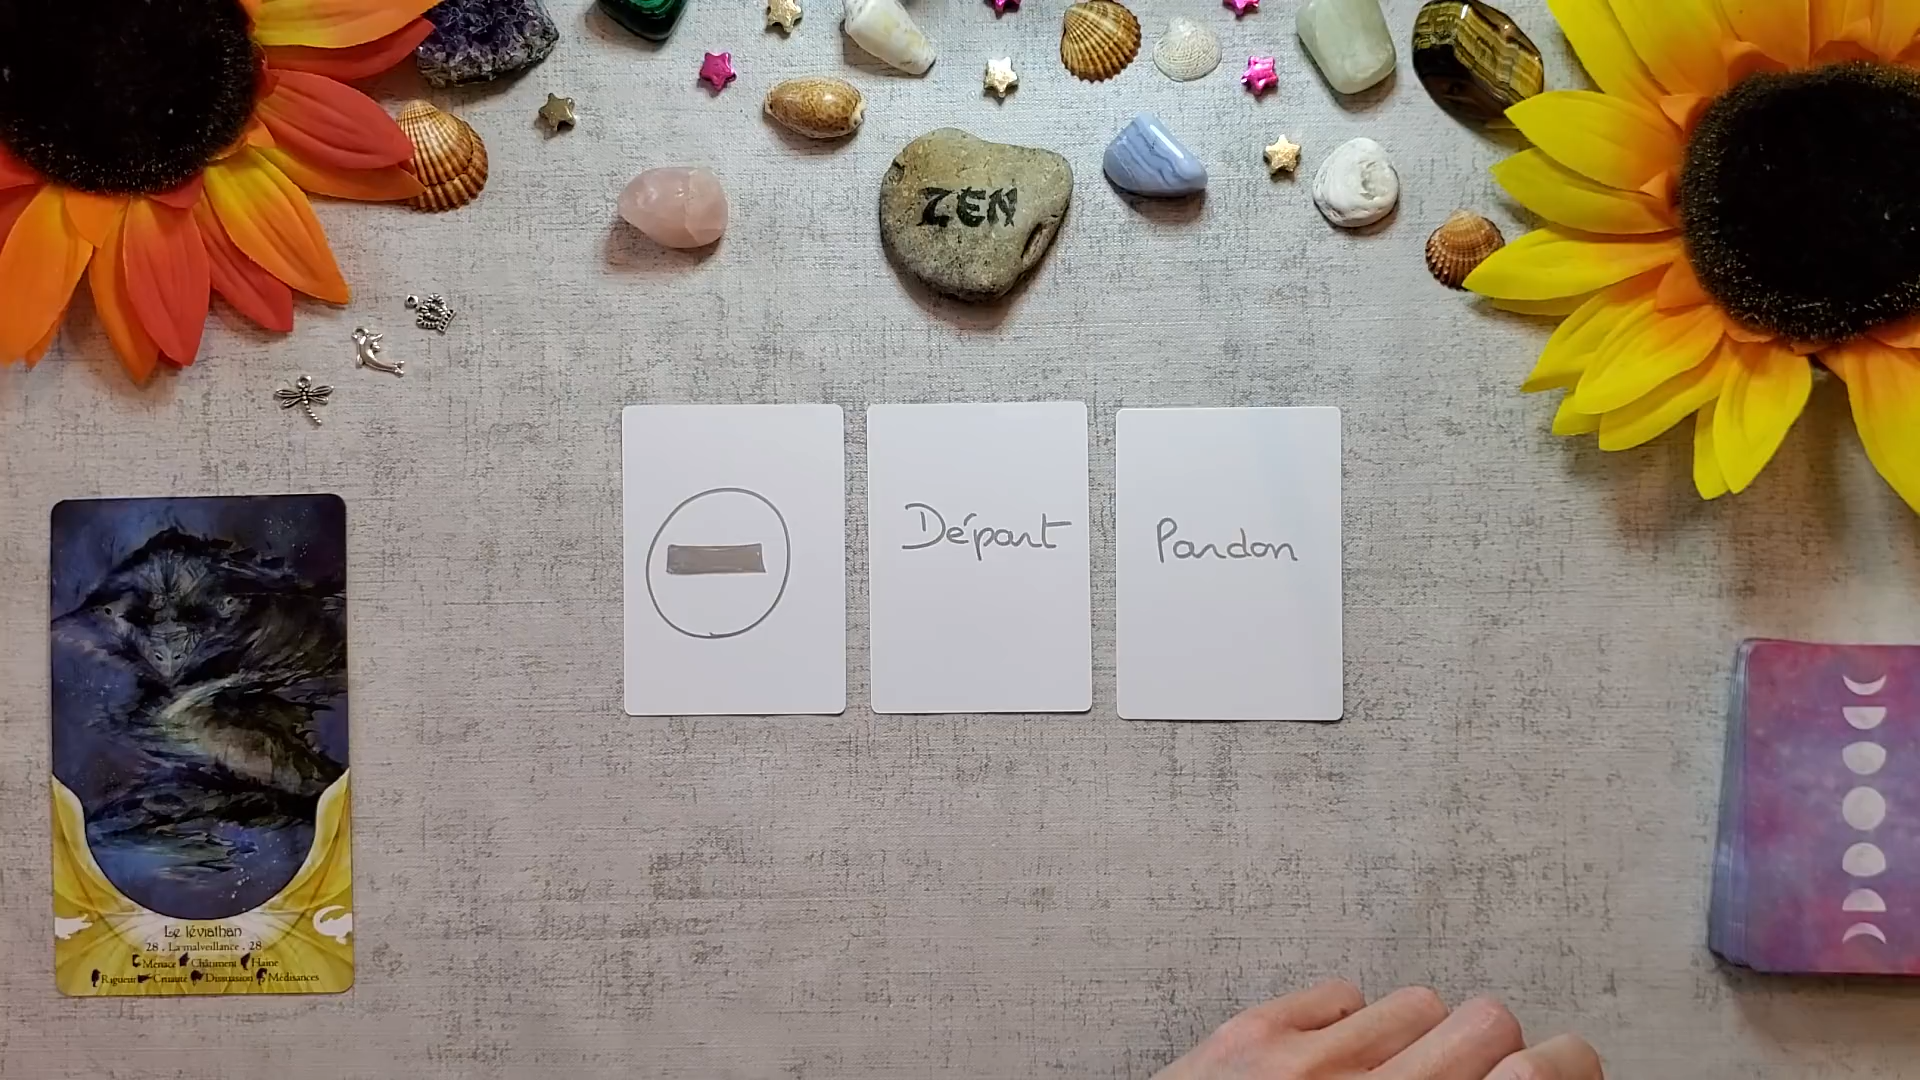 ZEN
Départ
Pardon
Le léviathan
28 . La malveillance . 28
Menace Châtiment Haine
Rigueur Cruauté Dissuasion Médisances